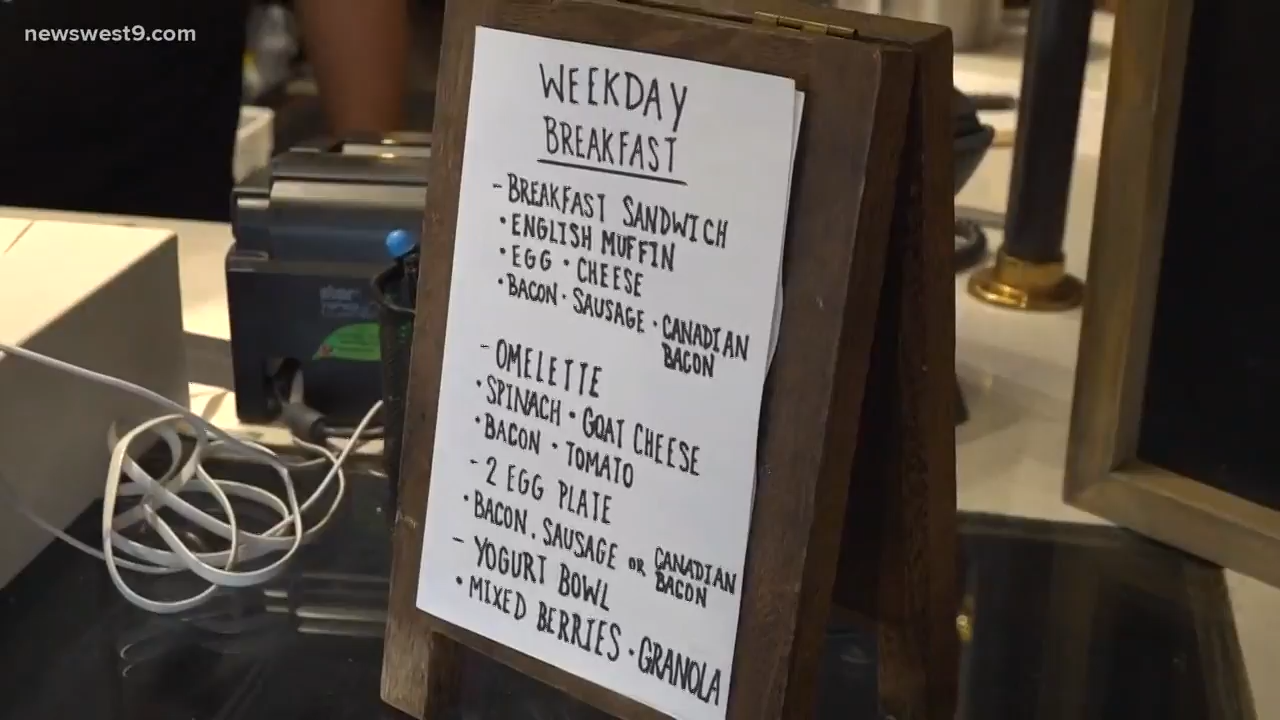 newswest9.com
WEEKDAY
BREAKFAST
- BREAKFAST SANDWICH
• ENGLISH MUFFIN
• EGG • CHEESE
• BACON • SAUSAGE • CANADIAN
BACON
- OMELETTE
• SPINACH • GOAT CHEESE
• BACON • TOMATO
- 2 EGG PLATE
• BACON, SAUSAGE OR CANADIAN
BACON
- YOGURT BOWL
• MIXED BERRIES • GRANOLA
star